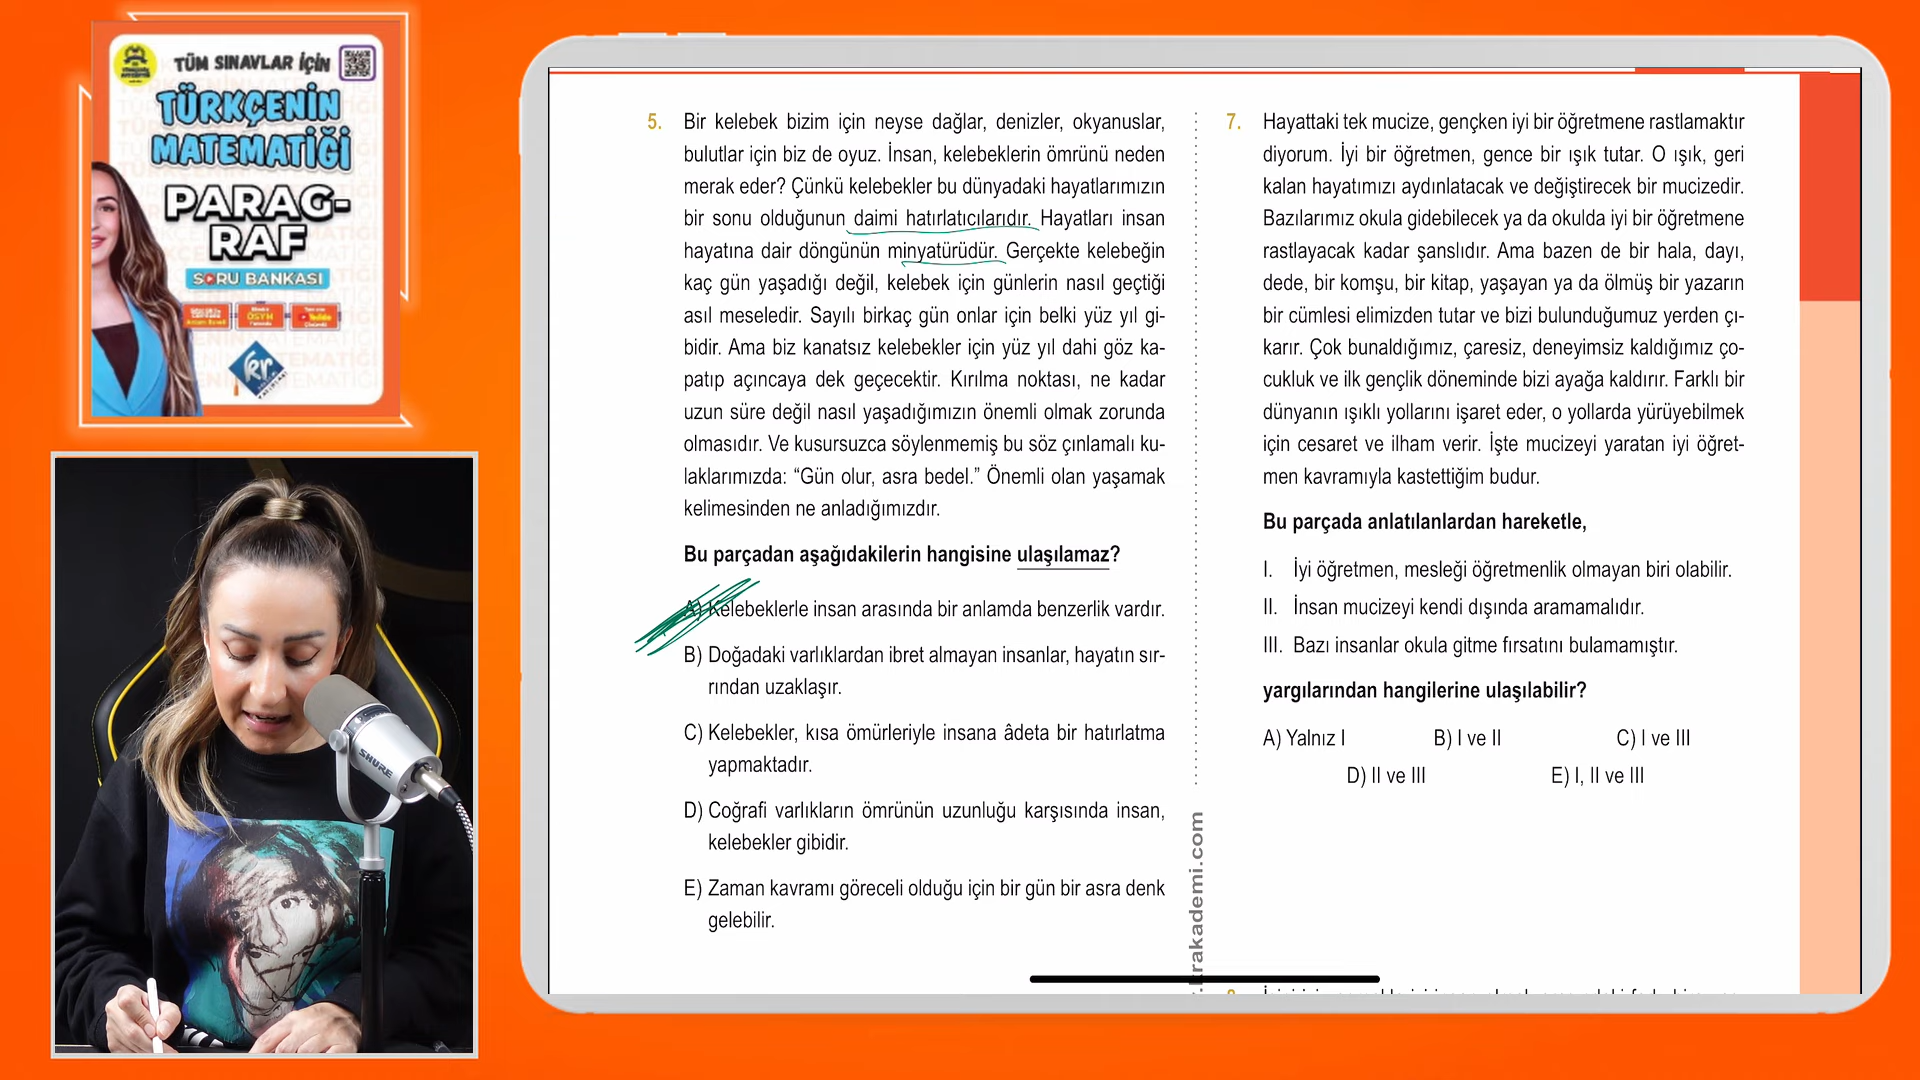 TÜM SINAVLAR İÇİN
TÜRKÇENİN
MATEMATİĞİ
PARAG-
RAF
SORU BANKASI
ÖSYM
kr
SHURE
5. Bir kelebek bizim için neyse dağlar, denizler, okyanuslar,
bulutlar için biz de oyuz. İnsan, kelebeklerin ömrünü neden
merak eder? Çünkü kelebekler bu dünyadaki hayatlarımızın
bir sonu olduğunun daimi hatırlatıcılarıdır. Hayatları insan
hayatına dair döngünün minyatürüdür. Gerçekte kelebeğin
kaç gün yaşadığı değil, kelebek için günlerin nasıl geçtiği
asıl meseledir. Sayılı birkaç gün onlar için belki yüz yıl gi-
bidir. Ama biz kanatsız kelebekler için yüz yıl dahi göz ka-
patıp açıncaya dek geçecektir. Kırılma noktası, ne kadar
uzun süre değil nasıl yaşadığımızın önemli olmak zorunda
olmasıdır. Ve kusursuzca söylenmemiş bu söz çınlamalı ku-
laklarımızda: “Gün olur, asra bedel.” Önemli olan yaşamak
kelimesinden ne anladığımızdır.
Bu parçadan aşağıdakilerin hangisine ulaşılamaz?
A) Kelebeklerle insan arasında bir anlamda benzerlik vardır.
B) Doğadaki varlıklardan ibret almayan insanlar, hayatın sır-
rından uzaklaşır.
C) Kelebekler, kısa ömürleriyle insana âdeta bir hatırlatma
yapmaktadır.
D) Coğrafi varlıkların ömrünün uzunluğu karşısında insan,
kelebekler gibidir.
E) Zaman kavramı göreceli olduğu için bir gün bir asra denk
gelebilir.
krakademi.com
7. Hayattaki tek mucize, gençken iyi bir öğretmene rastlamaktır
diyorum. İyi bir öğretmen, gence bir ışık tutar. O ışık, geri
kalan hayatımızı aydınlatacak ve değiştirecek bir mucizedir.
Bazılarımız okula gidebilecek ya da okulda iyi bir öğretmene
rastlayacak kadar şanslıdır. Ama bazen de bir hala, dayı,
dede, bir komşu, bir kitap, yaşayan ya da ölmüş bir yazarın
bir cümlesi elimizden tutar ve bizi bulunduğumuz yerden çı-
karır. Çok bunaldığımız, çaresiz, deneyimsiz kaldığımız ço-
cukluk ve ilk gençlik döneminde bizi ayağa kaldırır. Farklı bir
dünyanın ışıklı yollarını işaret eder, o yollarda yürüyebilmek
için cesaret ve ilham verir. İşte mucizeyi yaratan iyi öğret-
men kavramıyla kastettiğim budur.
Bu parçada anlatılanlardan hareketle,
I. İyi öğretmen, mesleği öğretmenlik olmayan biri olabilir.
II. İnsan mucizeyi kendi dışında aramamalıdır.
III. Bazı insanlar okula gitme fırsatını bulamamıştır.
yargılarından hangilerine ulaşılabilir?
A) Yalnız I B) I ve II C) I ve III
D) II ve III E) I, II ve III